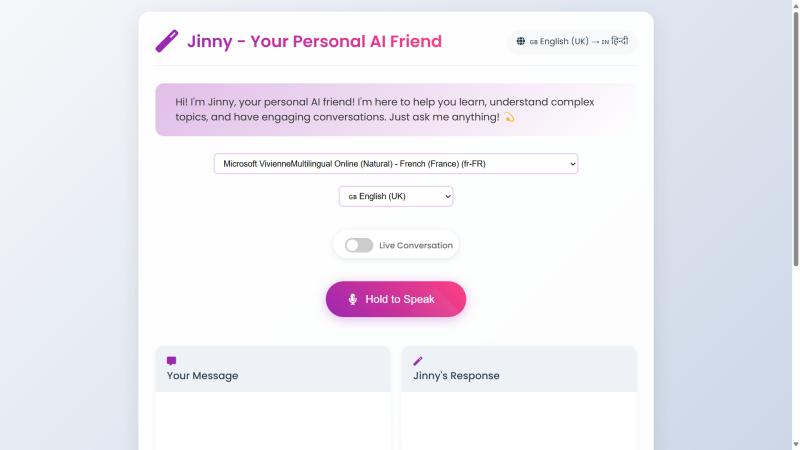 Jinny - Your Personal AI Friend
GB English (UK) → IN हिन्दी
Hi! I'm Jinny, your personal AI friend! I'm here to help you learn, understand complex
topics, and have engaging conversations. Just ask me anything! 💫
Microsoft VivienneMultilingual Online (Natural) - French (France) (fr-FR)
GB English (UK)
Live Conversation
Hold to Speak
Your Message
Jinny's Response